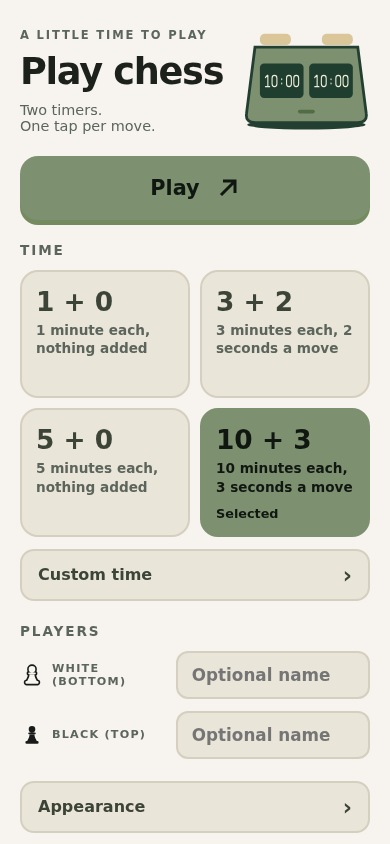 A LITTLE TIME TO PLAY
Play chess
Two timers.
One tap per move.
10:00 10:00
Play
TIME
1 + 0
1 minute each,
nothing added
3 + 2
3 minutes each, 2
seconds a move
5 + 0
5 minutes each,
nothing added
10 + 3
10 minutes each,
3 seconds a move
Selected
Custom time
PLAYERS
WHITE
(BOTTOM)
Optional name
BLACK (TOP)
Optional name
Appearance